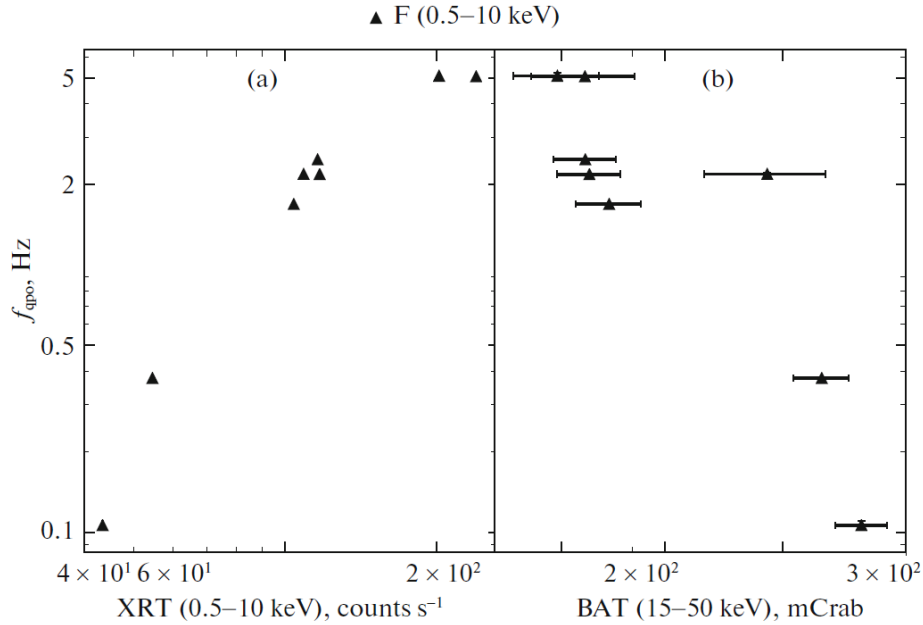 ▲ F (0.5–10 keV)
(a)
(b)
5
2
0.5
0.1
f_qpo, Hz
4 × 10¹ 6 × 10¹
2 × 10²
2 × 10²
3 × 10²
XRT (0.5–10 keV), counts s⁻¹
BAT (15–50 keV), mCrab